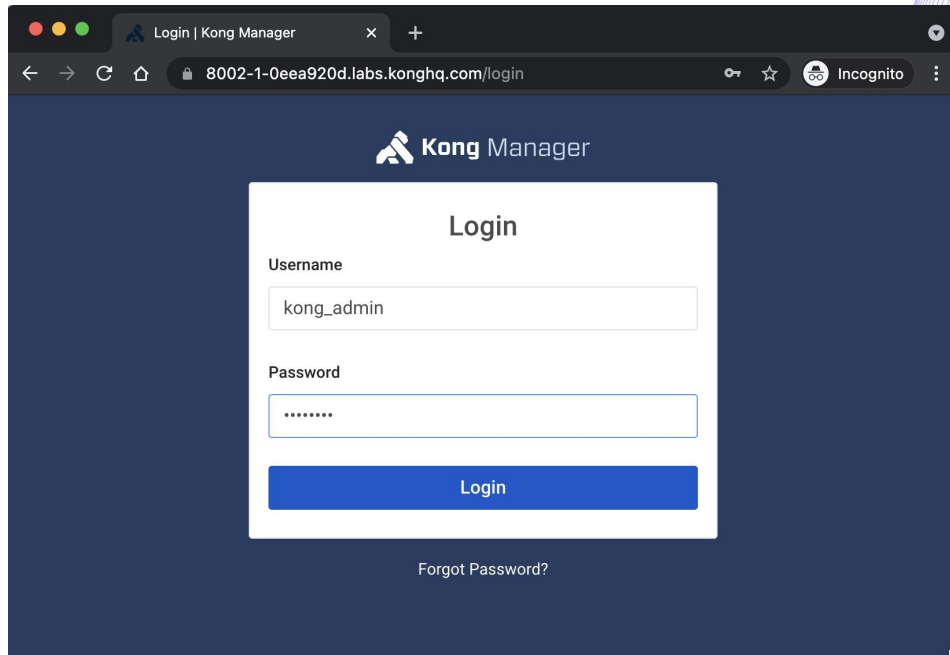 Login | Kong Manager
8002-1-0eea920d.labs.konghq.com/login
Incognito
Kong Manager
Login
Username
kong_admin
Password
••••••••
Login
Forgot Password?